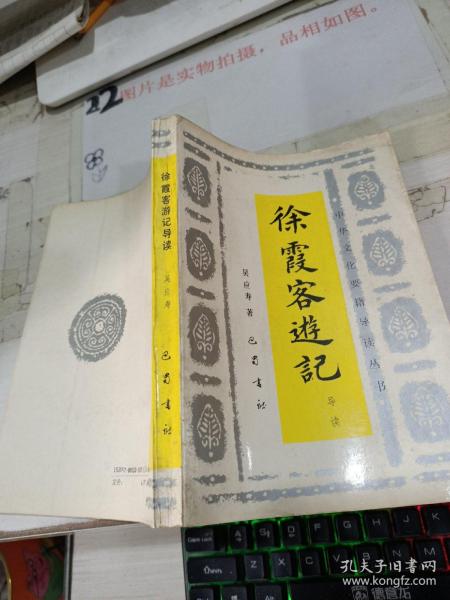 图片是实物拍摄，品相如图。
徐霞客遊記
导读
中华文化要籍导读丛书
吴应寿著
巴蜀书社
徐霞客游记导读
吴应寿
巴蜀书社
孔夫子旧书网
www.kongfz.com